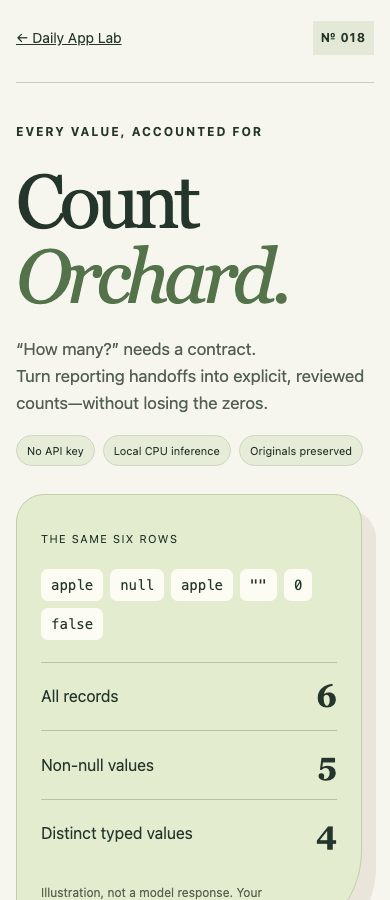 ← Daily App Lab
№ 018
EVERY VALUE, ACCOUNTED FOR
Count
Orchard.
“How many?” needs a contract.
Turn reporting handoffs into explicit, reviewed
counts—without losing the zeros.
No API key
Local CPU inference
Originals preserved
THE SAME SIX ROWS
apple null apple "" 0
false
All records 6
Non-null values 5
Distinct typed values 4
Illustration, not a model response. Your